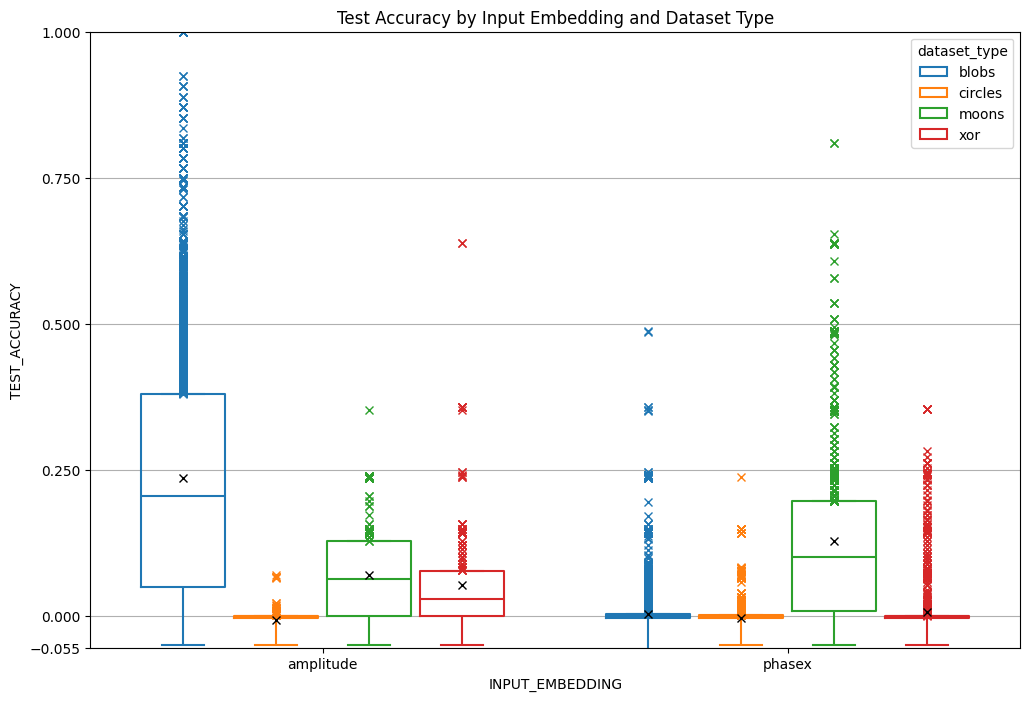 Test Accuracy by Input Embedding and Dataset Type
1.000
0.750
0.500
0.250
0.000
−0.055
TEST_ACCURACY
dataset_type
blobs
circles
moons
xor
amplitude
phasex
INPUT_EMBEDDING